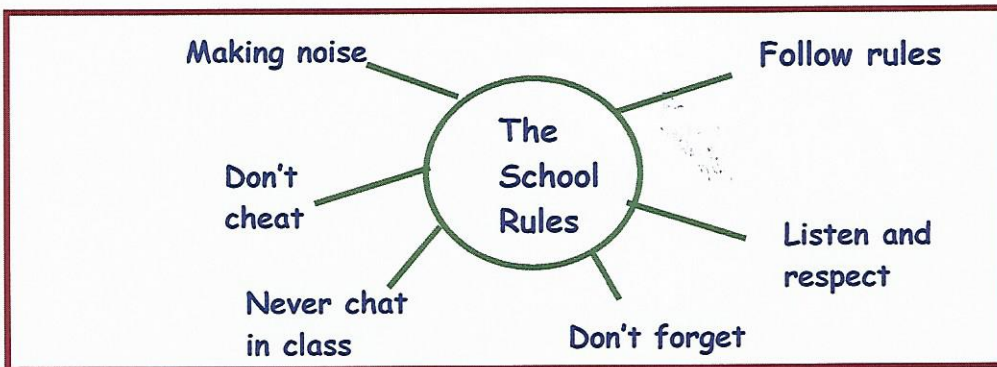 Making noise
Follow rules
The
School
Rules
Don't
cheat
Listen and
respect
Never chat
in class
Don't forget